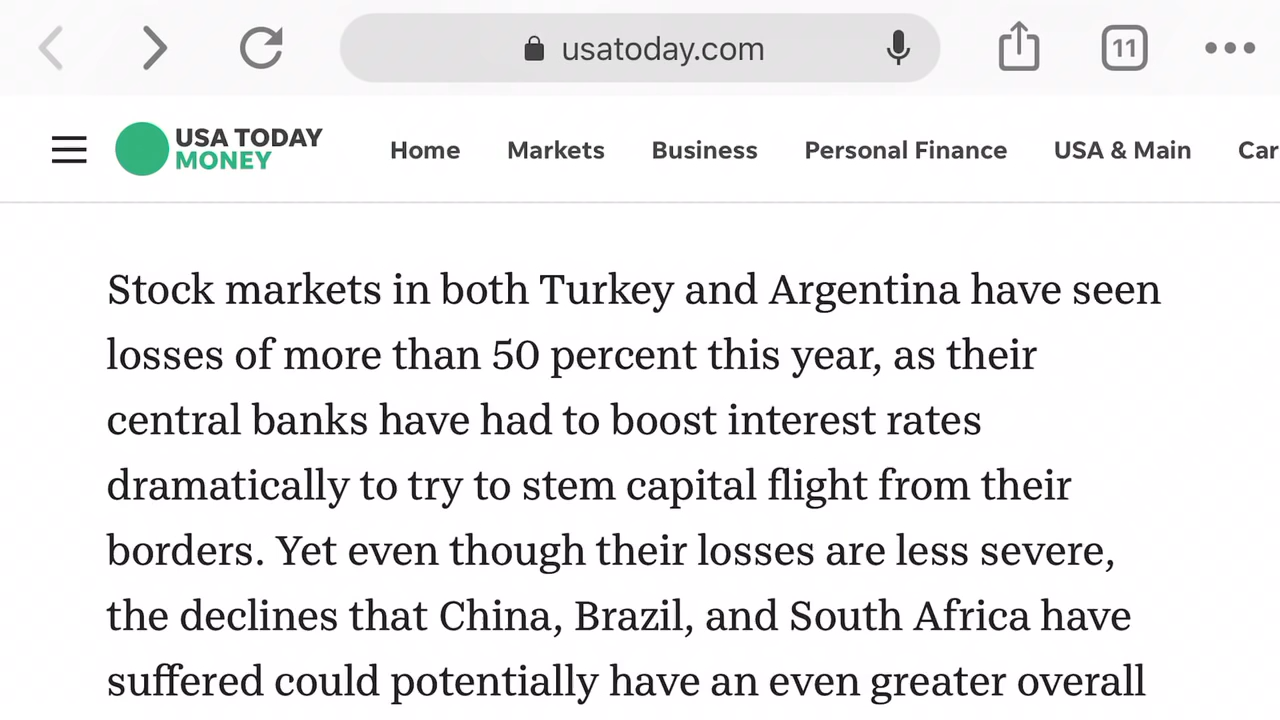 usatoday.com
11
USA TODAY
MONEY
Home Markets Business Personal Finance USA & Main Car
Stock markets in both Turkey and Argentina have seen
losses of more than 50 percent this year, as their
central banks have had to boost interest rates
dramatically to try to stem capital flight from their
borders. Yet even though their losses are less severe,
the declines that China, Brazil, and South Africa have
suffered could potentially have an even greater overall